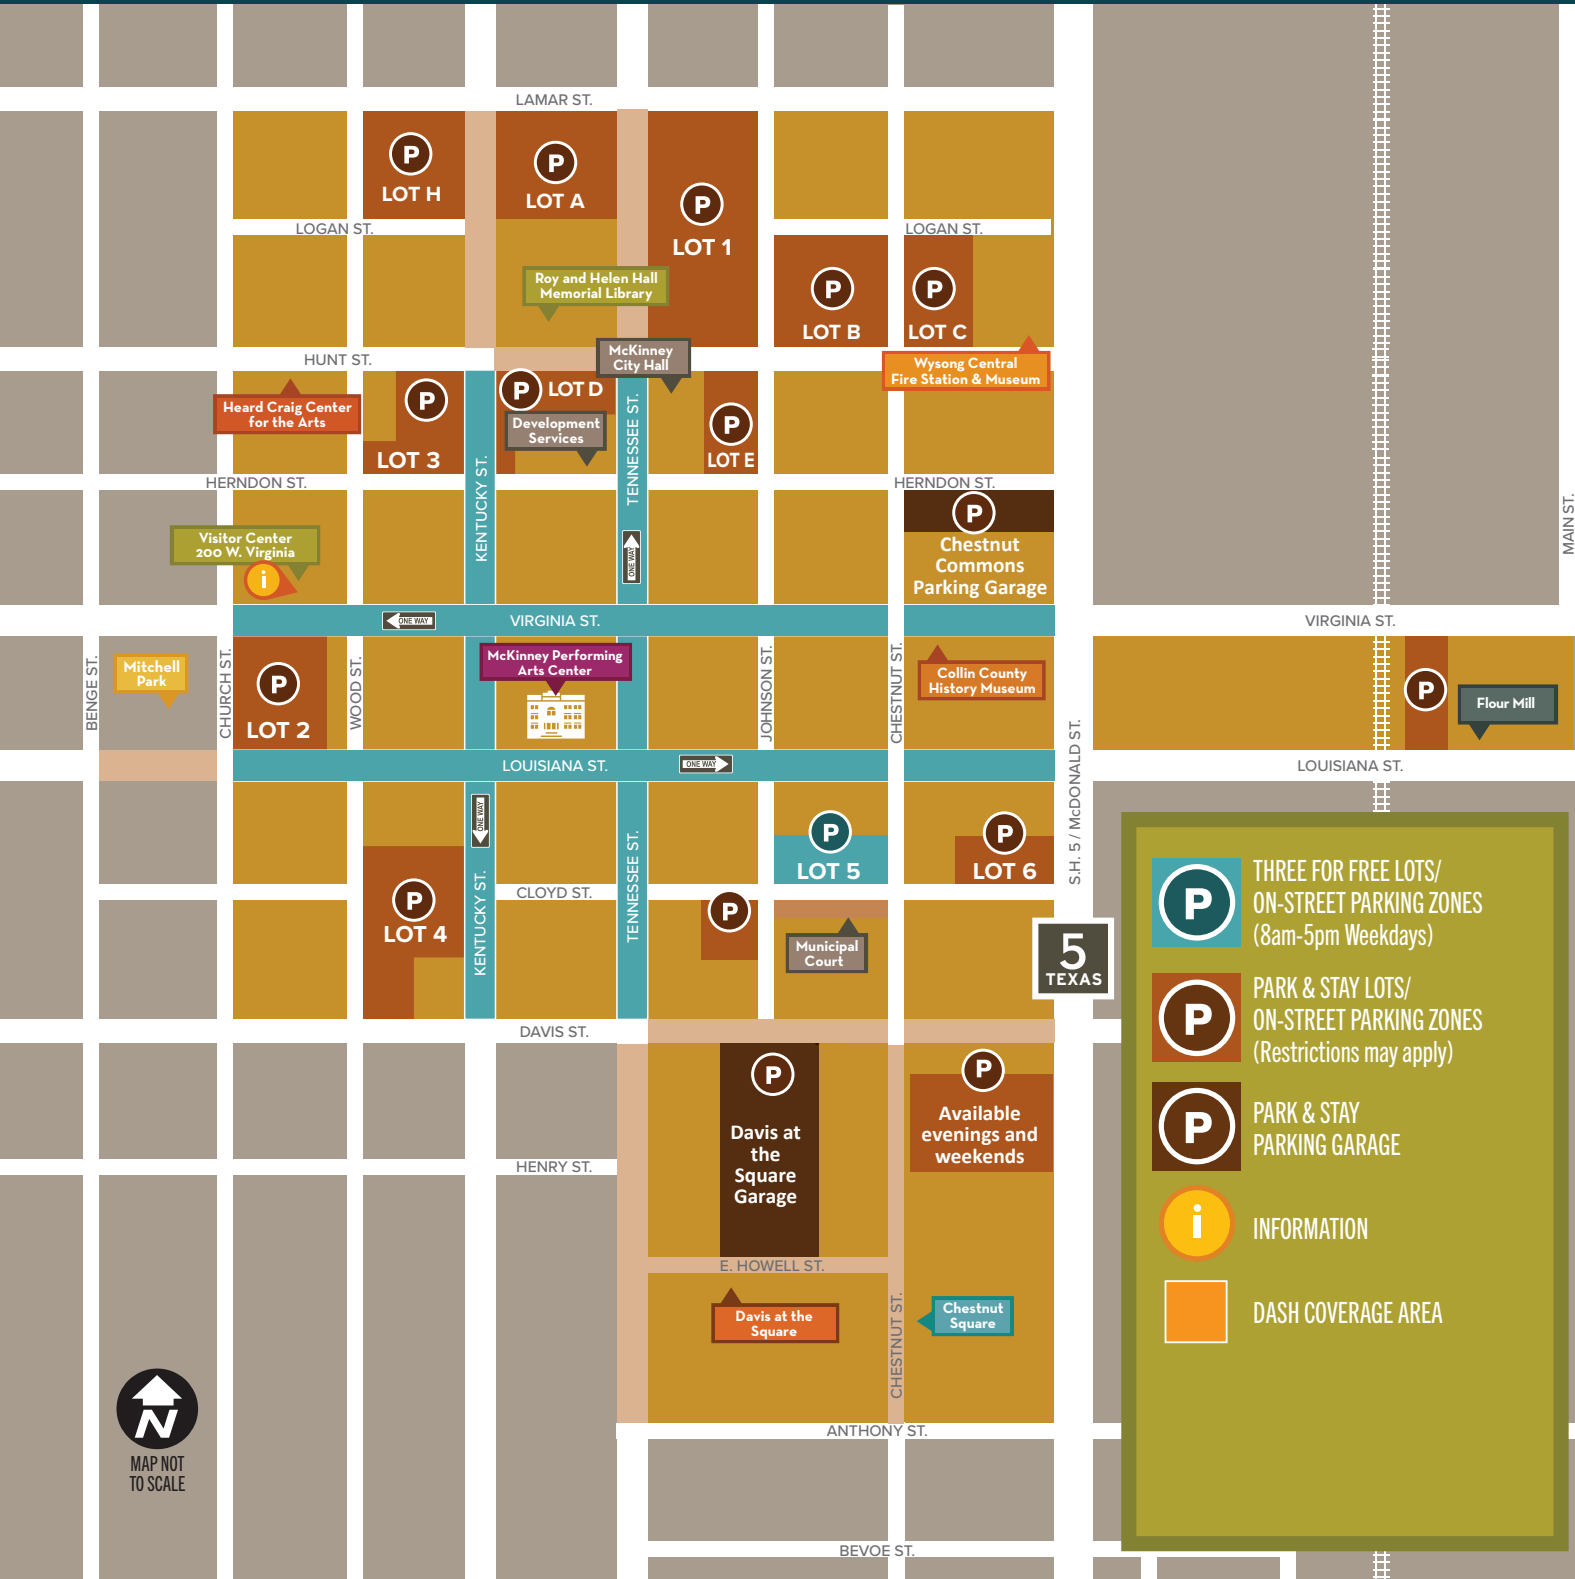 LAMAR ST.
P
LOT H
P
LOT A
P
LOT 1
LOGAN ST.
LOGAN ST.
Roy and Helen Hall
Memorial Library
P
LOT B
P
LOT C
HUNT ST.
McKinney
City Hall
Wysong Central
Fire Station & Museum
Heard Craig Center
for the Arts
P
LOT 3
P
LOT D
Development
Services
P
LOT E
KENTUCKY ST.
TENNESSEE ST.
HERNDON ST.
HERNDON ST.
MAIN ST.
Visitor Center
200 W. Virginia
i
ONE WAY
P
Chestnut
Commons
Parking Garage
ONE WAY
VIRGINIA ST.
VIRGINIA ST.
BENGE ST.
Mitchell
Park
CHURCH ST.
P
LOT 2
WOOD ST.
McKinney Performing
Arts Center
JOHNSON ST.
CHESTNUT ST.
Collin County
History Museum
P
Flour Mill
LOUISIANA ST.
ONE WAY
LOUISIANA ST.
S.H. 5 / McDONALD ST.
ONE WAY
P
LOT 5
P
LOT 6
KENTUCKY ST.
TENNESSEE ST.
CLOYD ST.
P
LOT 4
P
Municipal
Court
5
TEXAS
DAVIS ST.
P
Davis at
the
Square
Garage
P
Available
evenings and
weekends
HENRY ST.
E. HOWELL ST.
Davis at the
Square
CHESTNUT ST.
Chestnut
Square
ANTHONY ST.
BEVOE ST.
N
MAP NOT
TO SCALE
P
THREE FOR FREE LOTS/
ON-STREET PARKING ZONES
(8am-5pm Weekdays)
P
PARK & STAY LOTS/
ON-STREET PARKING ZONES
(Restrictions may apply)
P
PARK & STAY
PARKING GARAGE
i
INFORMATION
DASH COVERAGE AREA